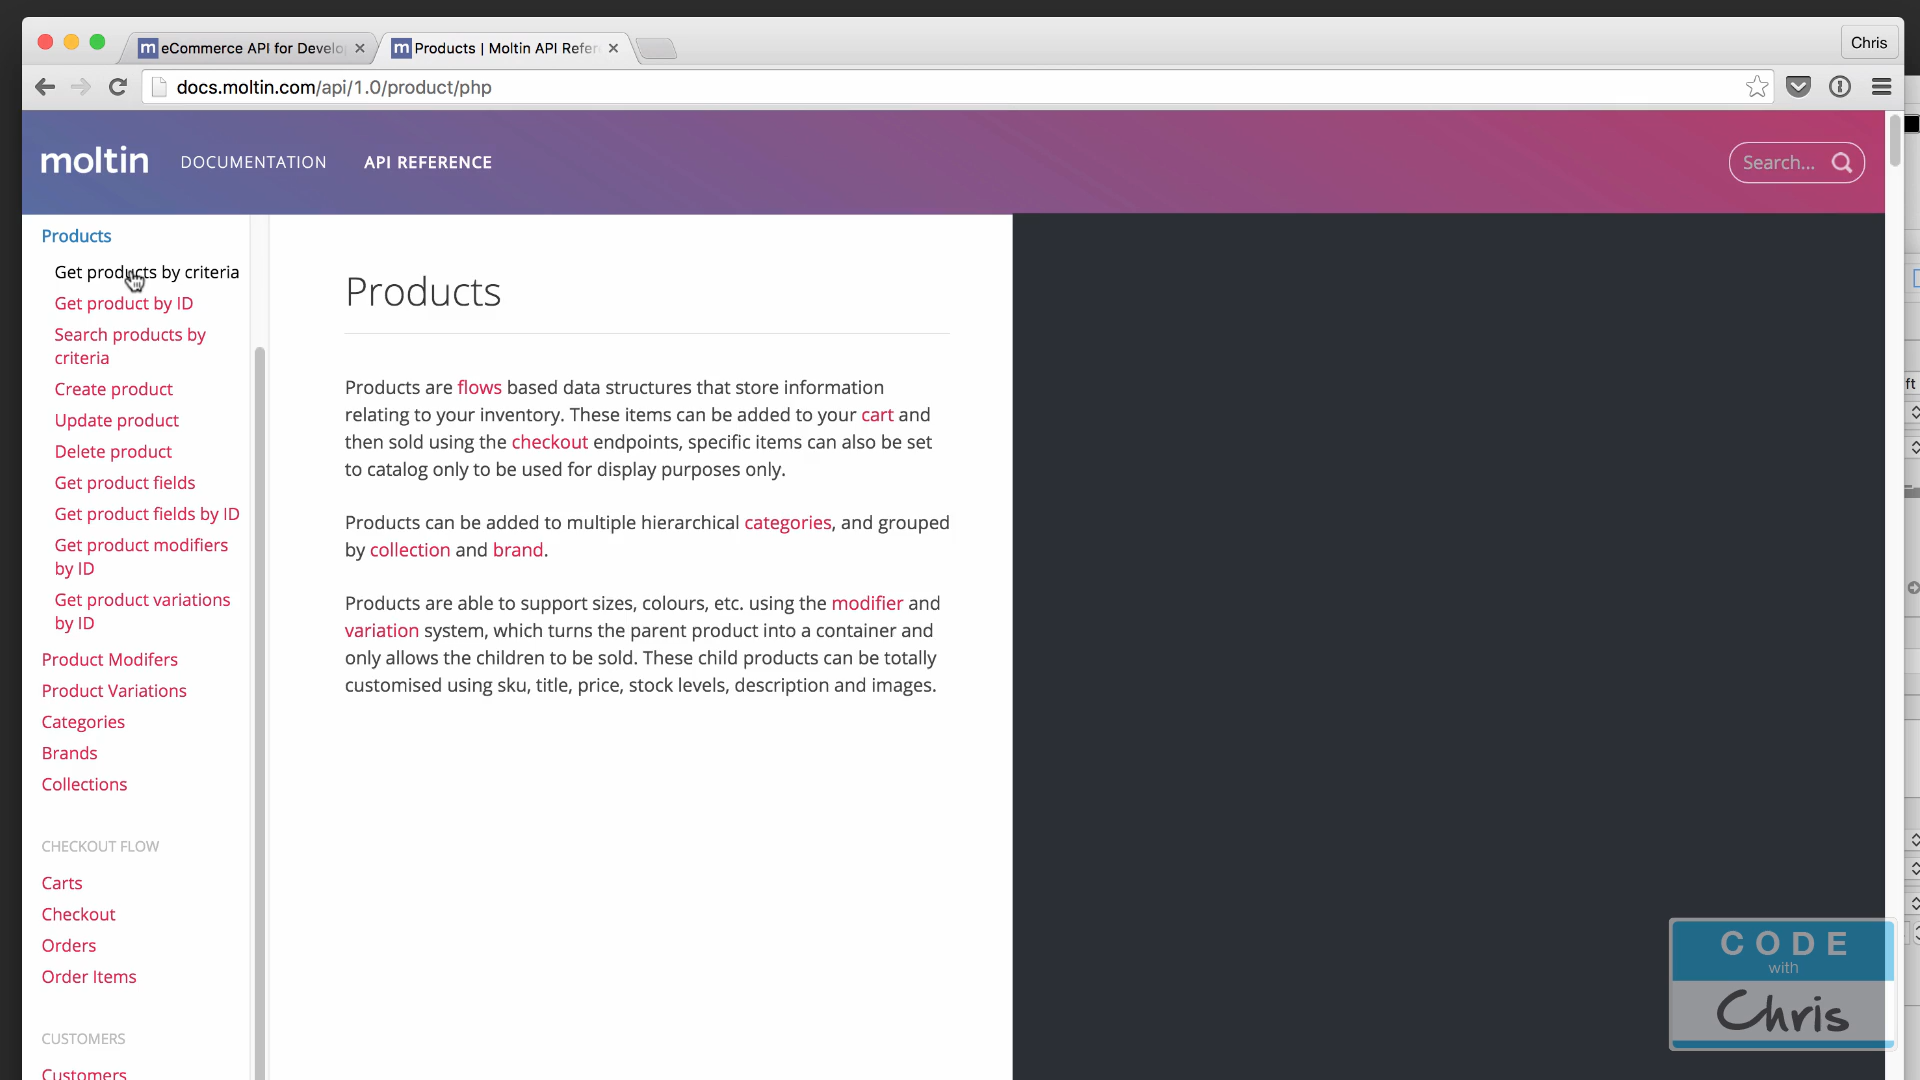 eCommerce API for Develo
Products | Moltin API Refer
Chris
docs.moltin.com/api/1.0/product/php
moltin
DOCUMENTATION
API REFERENCE
Search...
Products
Get products by criteria
Get product by ID
Search products by
criteria
Create product
Update product
Delete product
Get product fields
Get product fields by ID
Get product modifiers
by ID
Get product variations
by ID
Product Modifers
Product Variations
Categories
Brands
Collections
CHECKOUT FLOW
Carts
Checkout
Orders
Order Items
CUSTOMERS
Customers
Products
Products are flows based data structures that store information
relating to your inventory. These items can be added to your cart and
then sold using the checkout endpoints, specific items can also be set
to catalog only to be used for display purposes only.
Products can be added to multiple hierarchical categories, and grouped
by collection and brand.
Products are able to support sizes, colours, etc. using the modifier and
variation system, which turns the parent product into a container and
only allows the children to be sold. These child products can be totally
customised using sku, title, price, stock levels, description and images.
ft
CODE
with
Chris